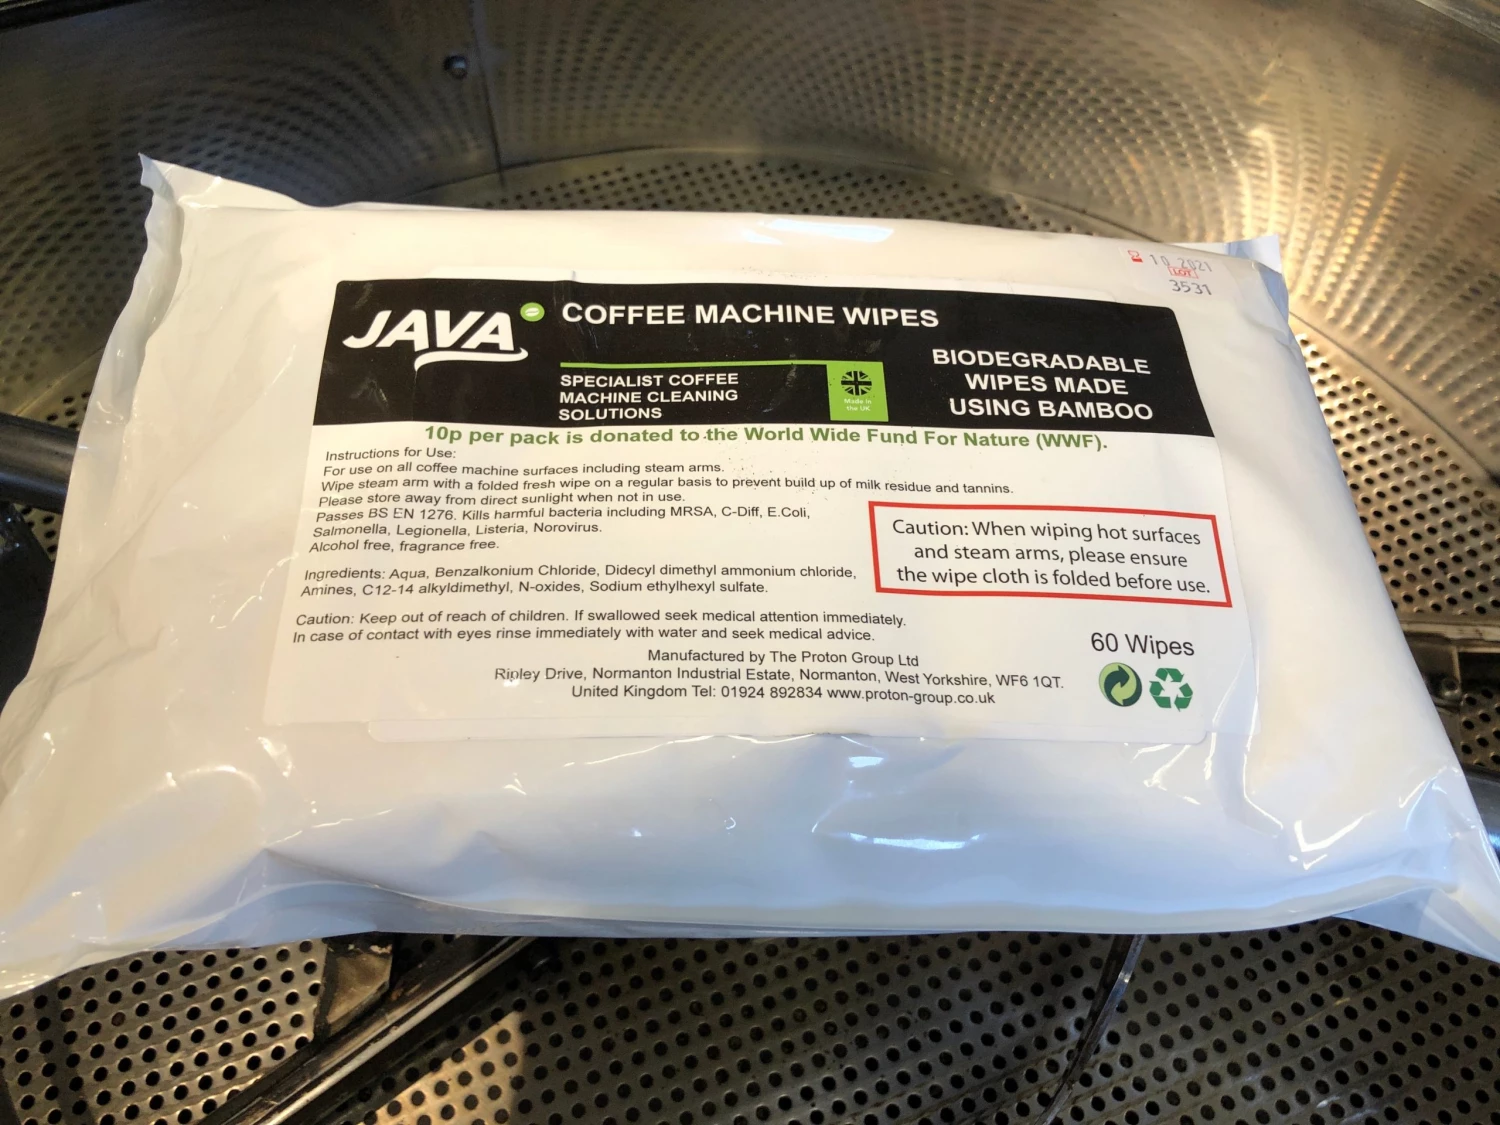 10 2021
LOT
3531
JAVA
COFFEE MACHINE WIPES
SPECIALIST COFFEE
MACHINE CLEANING
SOLUTIONS
Made in
the UK
BIODEGRADABLE
WIPES MADE
USING BAMBOO
10p per pack is donated to the World Wide Fund For Nature (WWF).
Instructions for Use:
For use on all coffee machine surfaces including steam arms.
Wipe steam arm with a folded fresh wipe on a regular basis to prevent build up of milk residue and tannins.
Please store away from direct sunlight when not in use.
Passes BS EN 1276. Kills harmful bacteria including MRSA, C-Diff, E.Coli,
Salmonella, Legionella, Listeria, Norovirus.
Alcohol free, fragrance free.
Caution: When wiping hot surfaces
and steam arms, please ensure
the wipe cloth is folded before use.
Ingredients: Aqua, Benzalkonium Chloride, Didecyl dimethyl ammonium chloride,
Amines, C12-14 alkyldimethyl, N-oxides, Sodium ethylhexyl sulfate.
Caution: Keep out of reach of children. If swallowed seek medical attention immediately.
In case of contact with eyes rinse immediately with water and seek medical advice.
Manufactured by The Proton Group Ltd
Ripley Drive, Normanton Industrial Estate, Normanton, West Yorkshire, WF6 1QT.
United Kingdom Tel: 01924 892834 www.proton-group.co.uk
60 Wipes